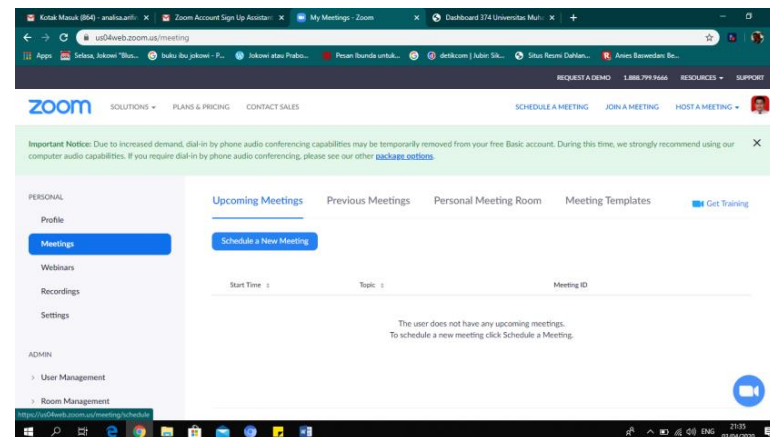 Kotak Masuk (864) - analisa.arifi
Zoom Account Sign Up Assistan
My Meetings - Zoom
Dashboard 374 Universitas Muh
us04web.zoom.us/meeting
Apps
Selasa, Jokowi "Blus...
buku ibu jokowi - P...
Jokowi atau Prabo...
Pesan Ibunda untuk...
detikcom | Jubir: Sik...
Situs Resmi Dahlan...
Anies Baswedan: Be...
REQUEST A DEMO 1.888.799.9666 RESOURCES SUPPORT
zoom SOLUTIONS PLANS & PRICING CONTACT SALES SCHEDULE A MEETING JOIN A MEETING HOST A MEETING
Important Notice: Due to increased demand, dial-in by phone audio conferencing capabilities may be temporarily removed from your free Basic account. During this time, we strongly recommend using our
computer audio capabilities. If you require dial-in by phone audio conferencing, please see our other package options.
PERSONAL
Profile
Meetings
Webinars
Recordings
Settings
ADMIN
User Management
Room Management
Upcoming Meetings Previous Meetings Personal Meeting Room Meeting Templates
Get Training
Schedule a New Meeting
Start Time Topic Meeting ID
The user does not have any upcoming meetings.
To schedule a new meeting click Schedule a Meeting.
https://us04web.zoom.us/meeting/schedule
ENG
21:35
03/04/2020